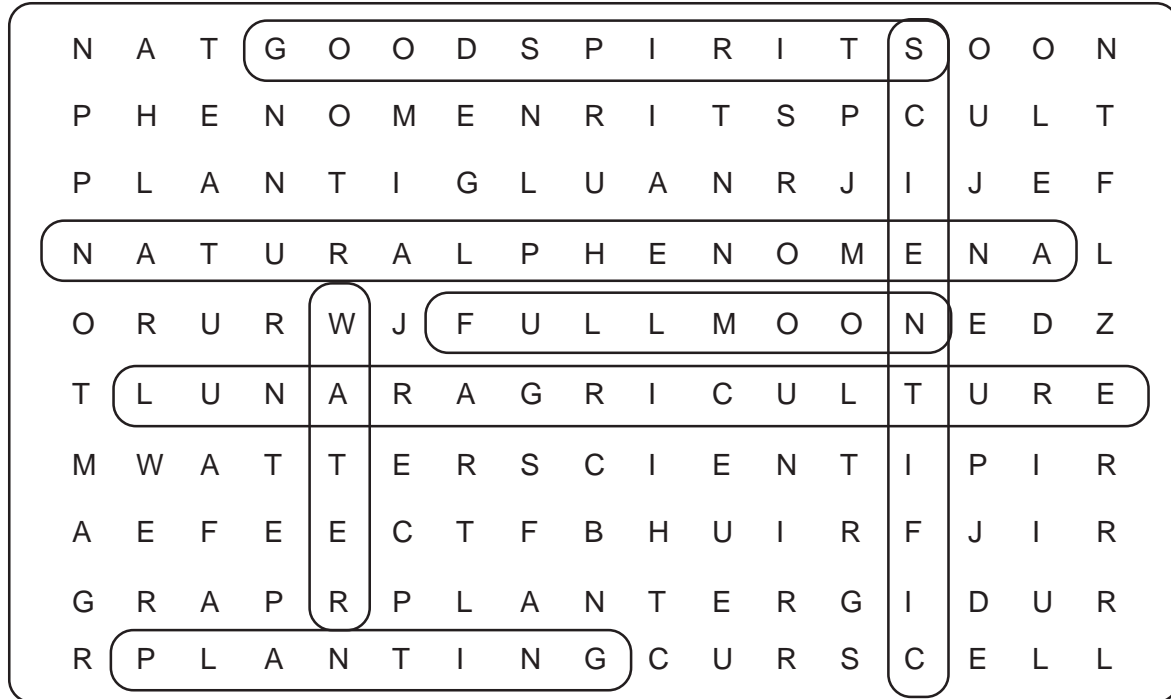 N A T G O O D S P I R I T S O O N
P H E N O M E N R I T S P C U L T
P L A N T I G L U A N R J I J E F
N A T U R A L P H E N O M E N A L
O R U R W J F U L L M O O N E D Z
T L U N A R A G R I C U L T U R E
M W A T T E R S C I E N T I P I R
A E F E E C T F B H U I R F J I R
G R A P R P L A N T E R G I D U R
R P L A N T I N G C U R S C E L L